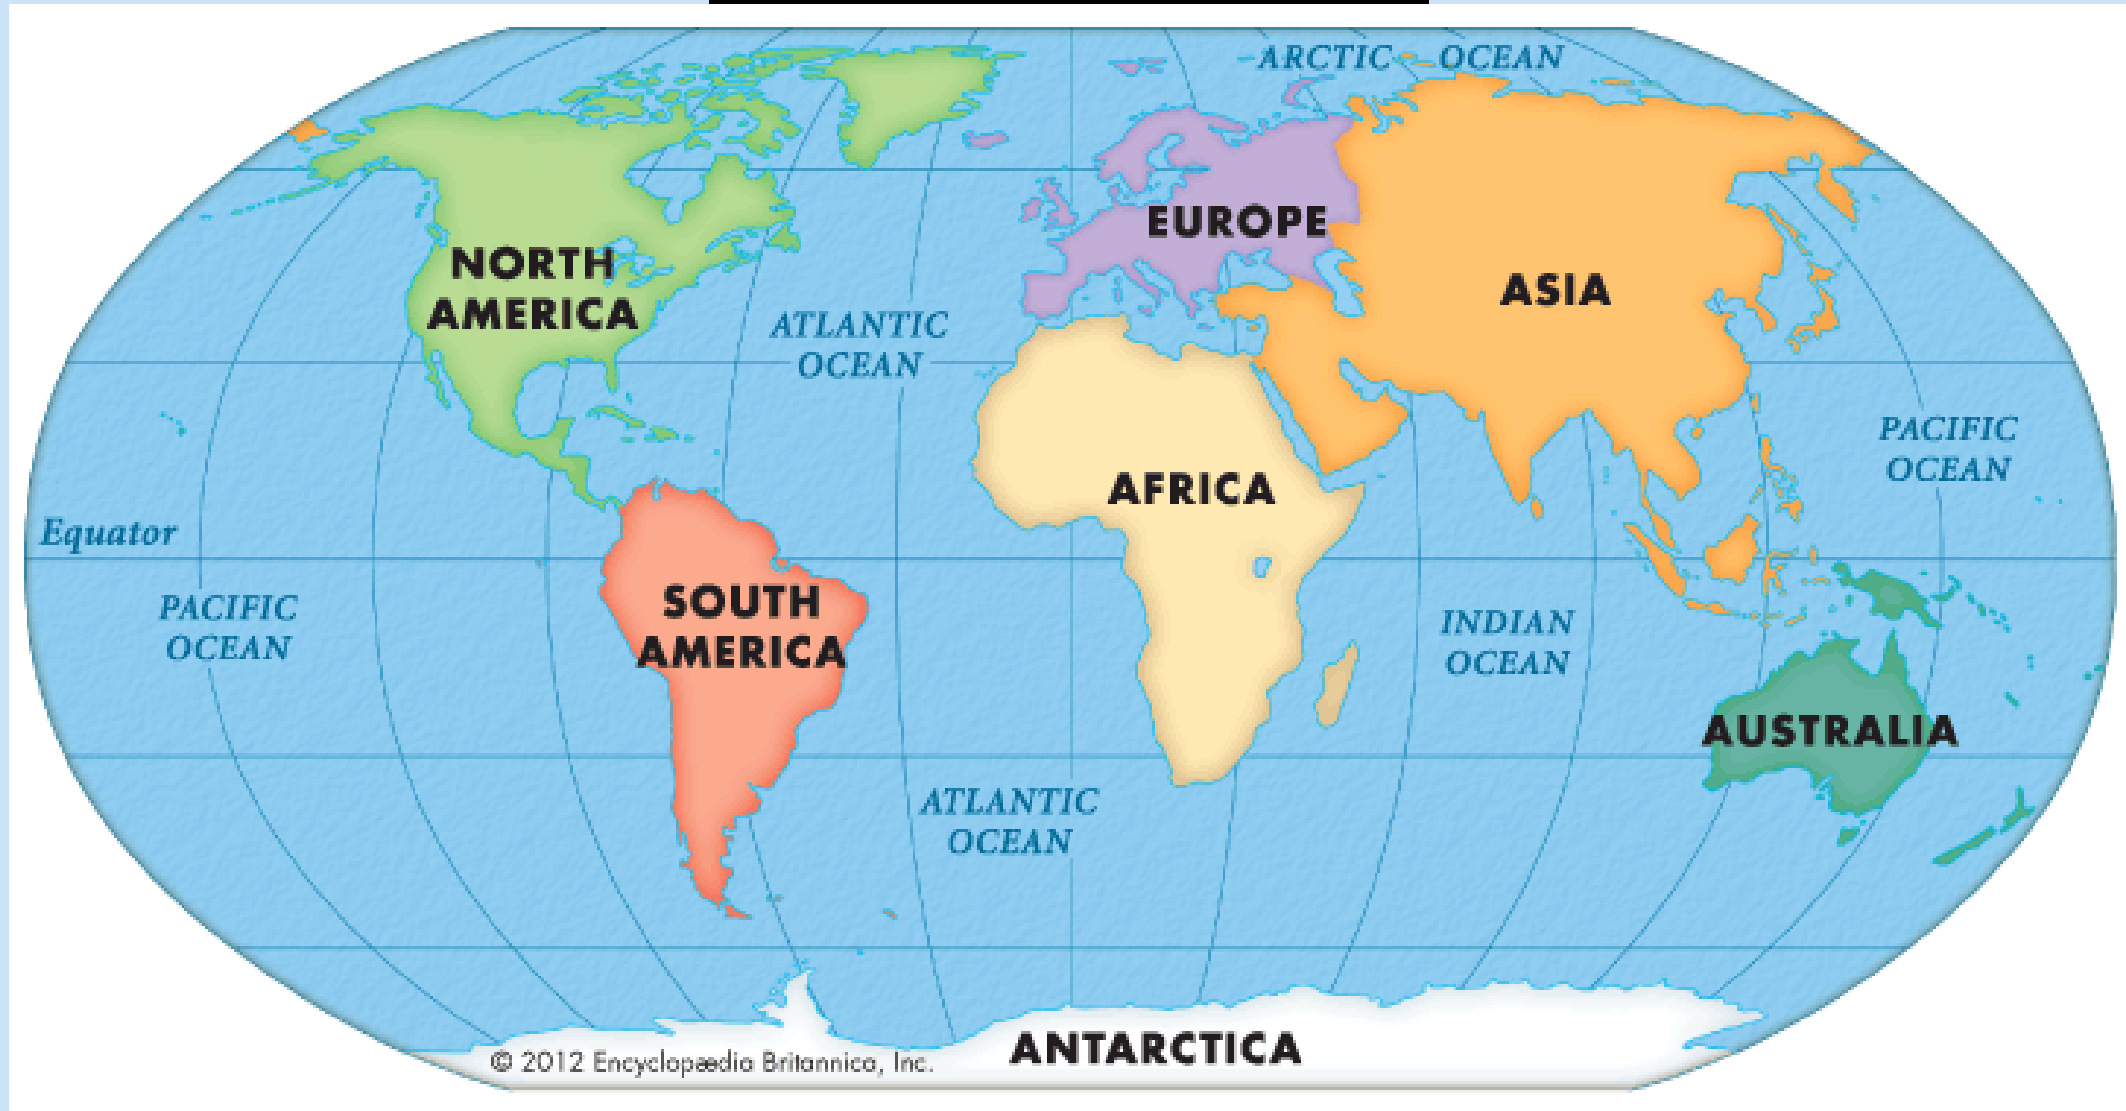 ARCTIC OCEAN
NORTH
AMERICA
EUROPE
ASIA
ATLANTIC
OCEAN
PACIFIC
OCEAN
AFRICA
Equator
PACIFIC
OCEAN
SOUTH
AMERICA
INDIAN
OCEAN
AUSTRALIA
ATLANTIC
OCEAN
ANTARCTICA
© 2012 Encyclopædia Britannica, Inc.